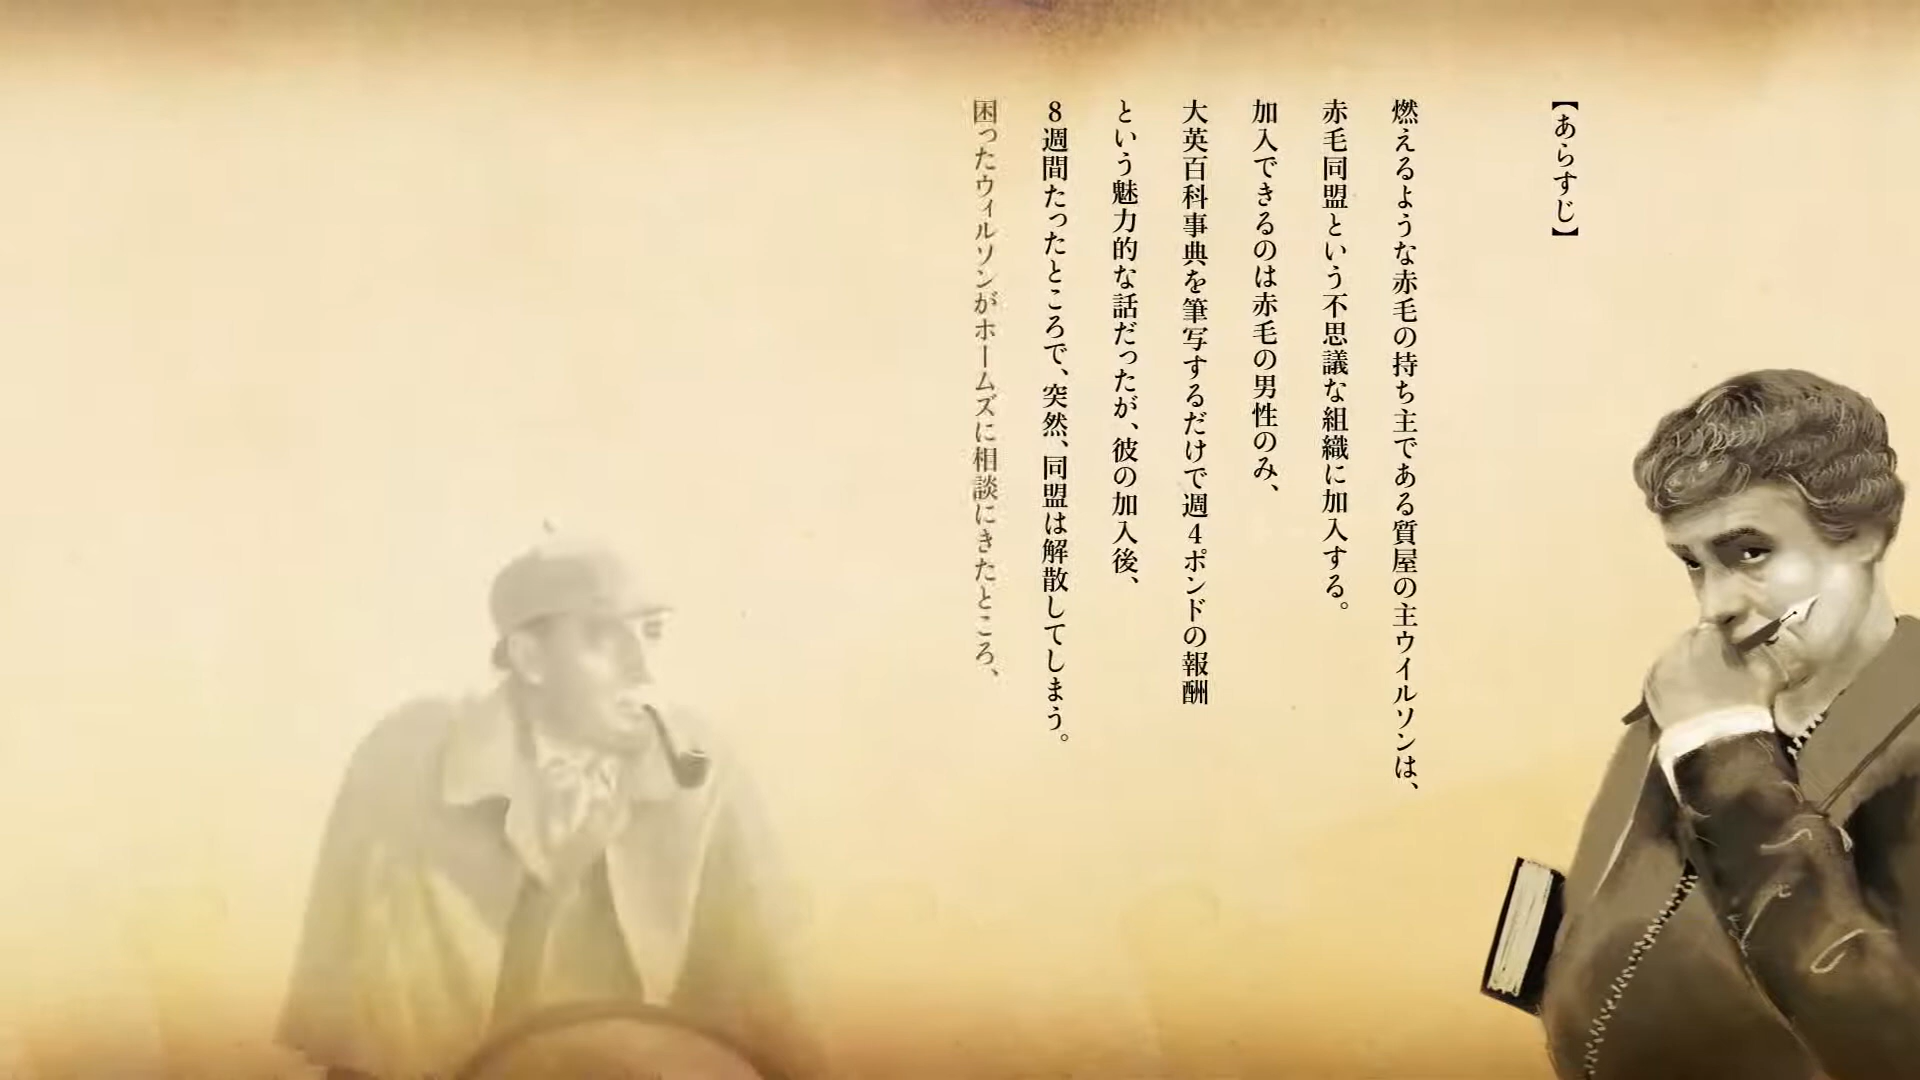 【あらすじ】
燃えるような赤毛の持ち主である質屋の主ウイルソンは、
赤毛同盟という不思議な組織に加入する。
加入できるのは赤毛の男性のみ、
大英百科事典を筆写するだけで週４ポンドの報酬
という魅力的な話だったが、彼の加入後、
８週間たったところで、突然、同盟は解散してしまう。
困ったウィルソンがホームズに相談にきたところ、